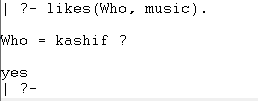 | ?- likes(Who, music).
Who = kashif ?
yes
| ?-